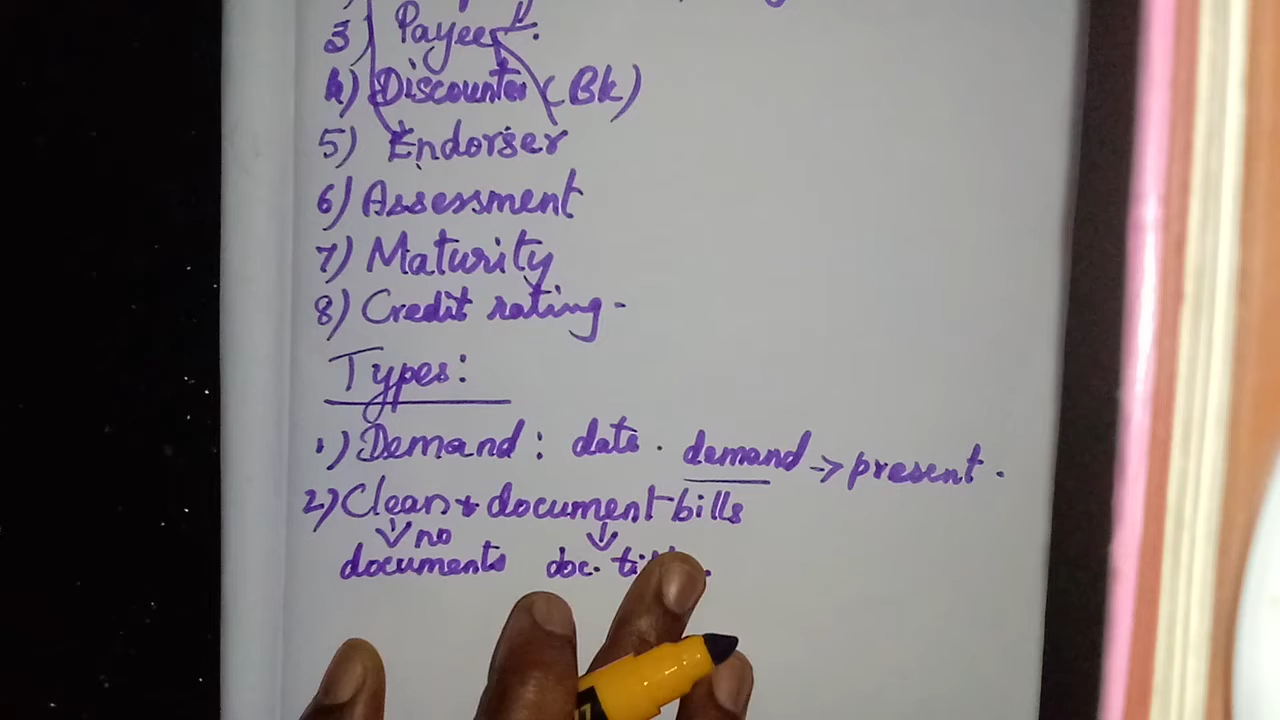 3) Payee
4) Discounter (Bk)
5) Endorser
6) Assessment
7) Maturity
8) Credit rating.
Types:
1) Demand: date. demand -> present.
2) Clean & document bills
no
documents doc.